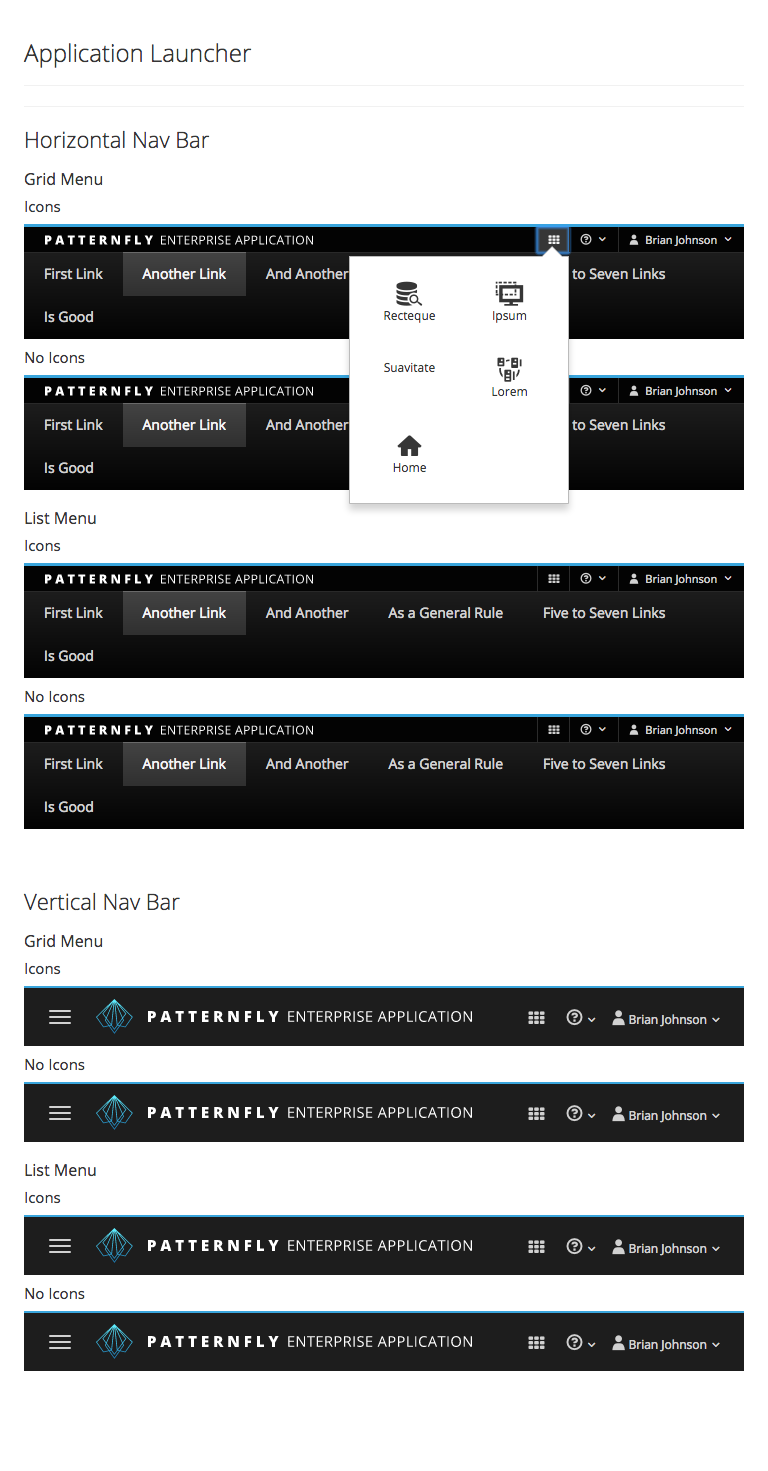 Application Launcher
Horizontal Nav Bar
Grid Menu
Icons
PATTERNFLY ENTERPRISE APPLICATION Brian Johnson
First Link Another Link And Another to Seven Links
Is Good
Recteque Ipsum
Suavitate Lorem
Home
No Icons
PATTERNFLY ENTERPRISE APPLICATION Brian Johnson
First Link Another Link And Another to Seven Links
Is Good
List Menu
Icons
PATTERNFLY ENTERPRISE APPLICATION Brian Johnson
First Link Another Link And Another As a General Rule Five to Seven Links
Is Good
No Icons
PATTERNFLY ENTERPRISE APPLICATION Brian Johnson
First Link Another Link And Another As a General Rule Five to Seven Links
Is Good
Vertical Nav Bar
Grid Menu
Icons
PATTERNFLY ENTERPRISE APPLICATION Brian Johnson
No Icons
PATTERNFLY ENTERPRISE APPLICATION Brian Johnson
List Menu
Icons
PATTERNFLY ENTERPRISE APPLICATION Brian Johnson
No Icons
PATTERNFLY ENTERPRISE APPLICATION Brian Johnson